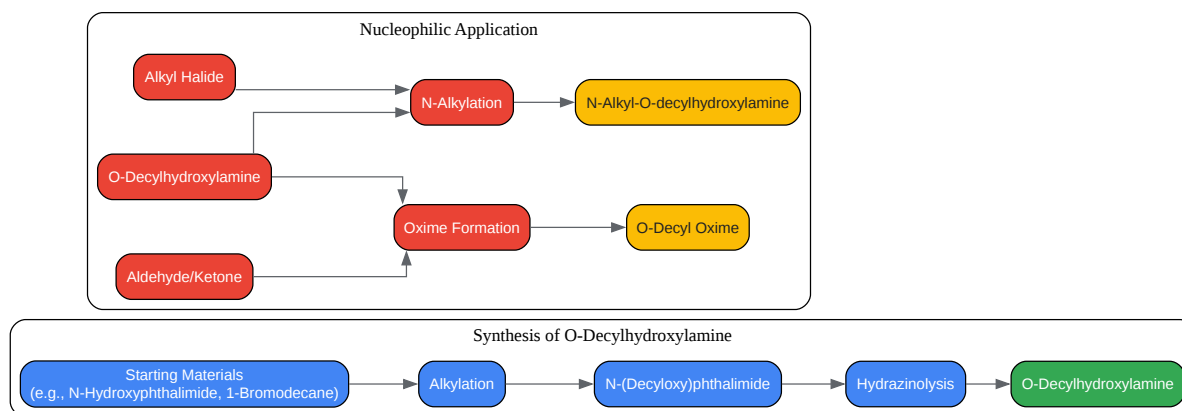 Nucleophilic Application
Alkyl Halide
N-Alkylation
N-Alkyl-O-decylhydroxylamine
O-Decylhydroxylamine
Oxime Formation
O-Decyl Oxime
Aldehyde/Ketone
Synthesis of O-Decylhydroxylamine
Starting Materials
(e.g., N-Hydroxyphthalimide, 1-Bromodecane)
Alkylation
N-(Decyloxy)phthalimide
Hydrazinolysis
O-Decylhydroxylamine